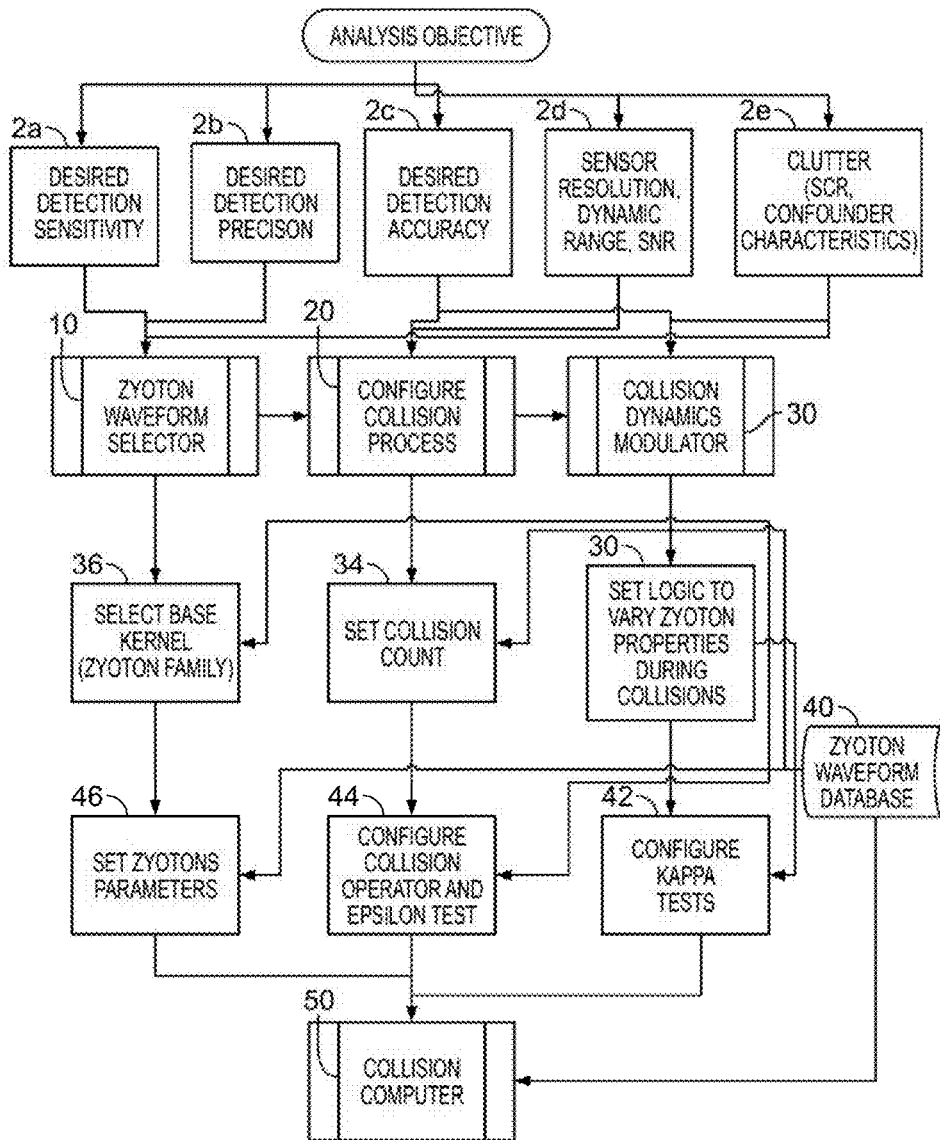 ANALYSIS OBJECTIVE
2a
2b
2c
2d
2e
DESIRED
DETECTION
SENSITIVITY
DESIRED
DETECTION
PRECISON
DESIRED
DETECTION
ACCURACY
SENSOR
RESOLUTION,
DYNAMIC
RANGE, SNR
CLUTTER
(SCR,
CONFOUNDER
CHARACTERISTICS)
10
ZYOTON
WAVEFORM
SELECTOR
20
CONFIGURE
COLLISION
PROCESS
COLLISION
DYNAMICS
MODULATOR
30
36
SELECT BASE
KERNEL
(ZYOTON FAMILY)
34
SET COLLISION
COUNT
30
SET LOGIC TO
VARY ZYOTON
PROPERTIES
DURING
COLLISIONS
40
ZYOTON
WAVEFORM
DATABASE
46
SET ZYOTONS
PARAMETERS
44
CONFIGURE
COLLISION
OPERATOR AND
EPSILON TEST
42
CONFIGURE
KAPPA
TESTS
50
COLLISION
COMPUTER